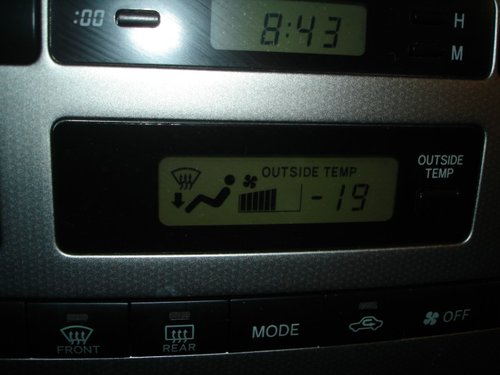 :00 8:43 H
M
OUTSIDE TEMP
-19
OUTSIDE
TEMP
FRONT
REAR
MODE
OFF